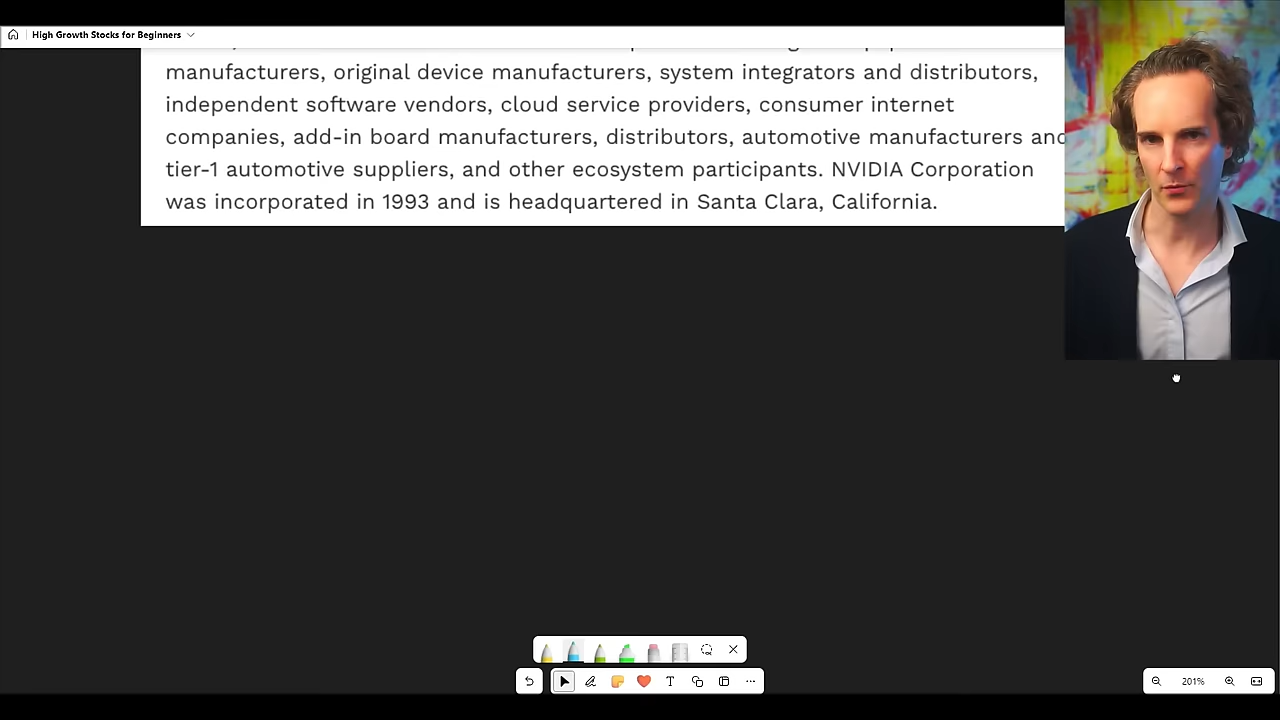 High Growth Stocks for Beginners
manufacturers, original device manufacturers, system integrators and distributors,
independent software vendors, cloud service providers, consumer internet
companies, add-in board manufacturers, distributors, automotive manufacturers and
tier-1 automotive suppliers, and other ecosystem participants. NVIDIA Corporation
was incorporated in 1993 and is headquartered in Santa Clara, California.
T
201%